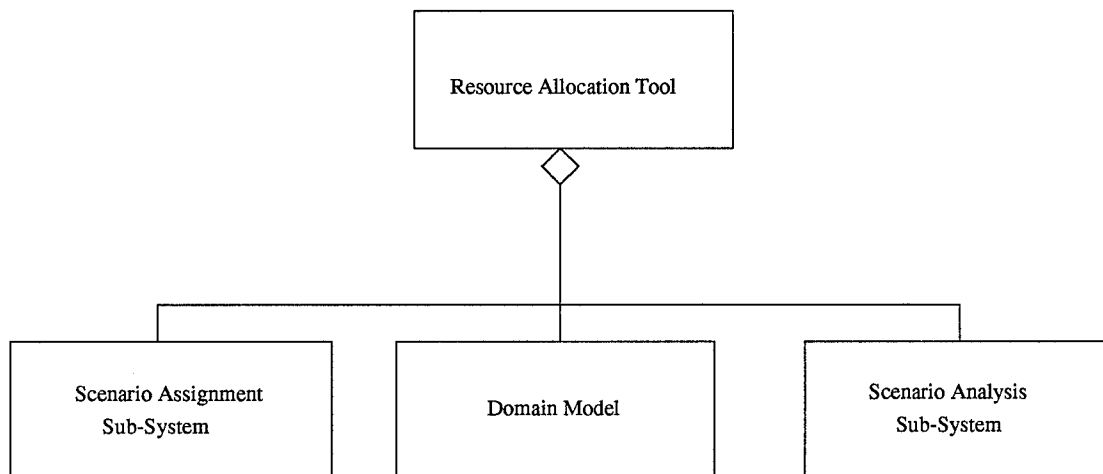 Resource Allocation Tool
Scenario Assignment
Sub-System
Domain Model
Scenario Analysis
Sub-System